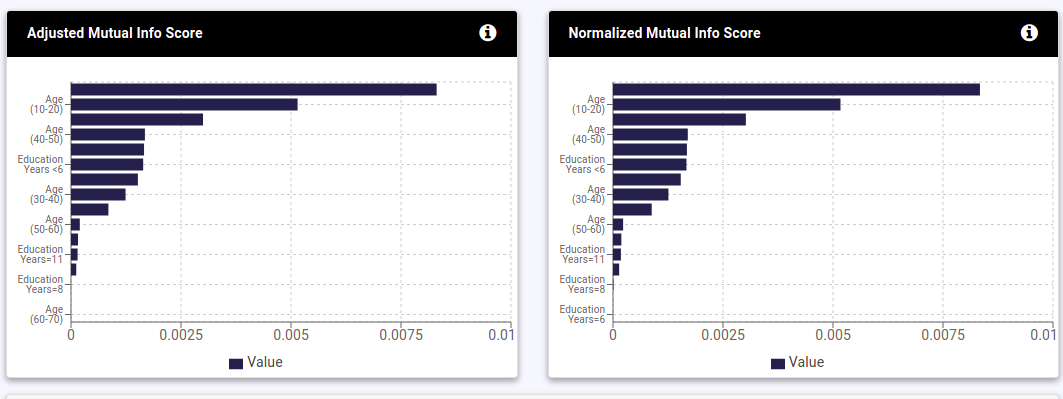 Adjusted Mutual Info Score
Age
(10-20)
Age
(40-50)
Education
Years <6
Age
(30-40)
Age
(50-60)
Education
Years=11
Education
Years=8
Age
(60-70)
0
0.0025
0.005
0.0075
0.01
Value
Normalized Mutual Info Score
Age
(10-20)
Age
(40-50)
Education
Years <6
Age
(30-40)
Age
(50-60)
Education
Years=11
Education
Years=8
Education
Years=6
0
0.0025
0.005
0.0075
0.01
Value